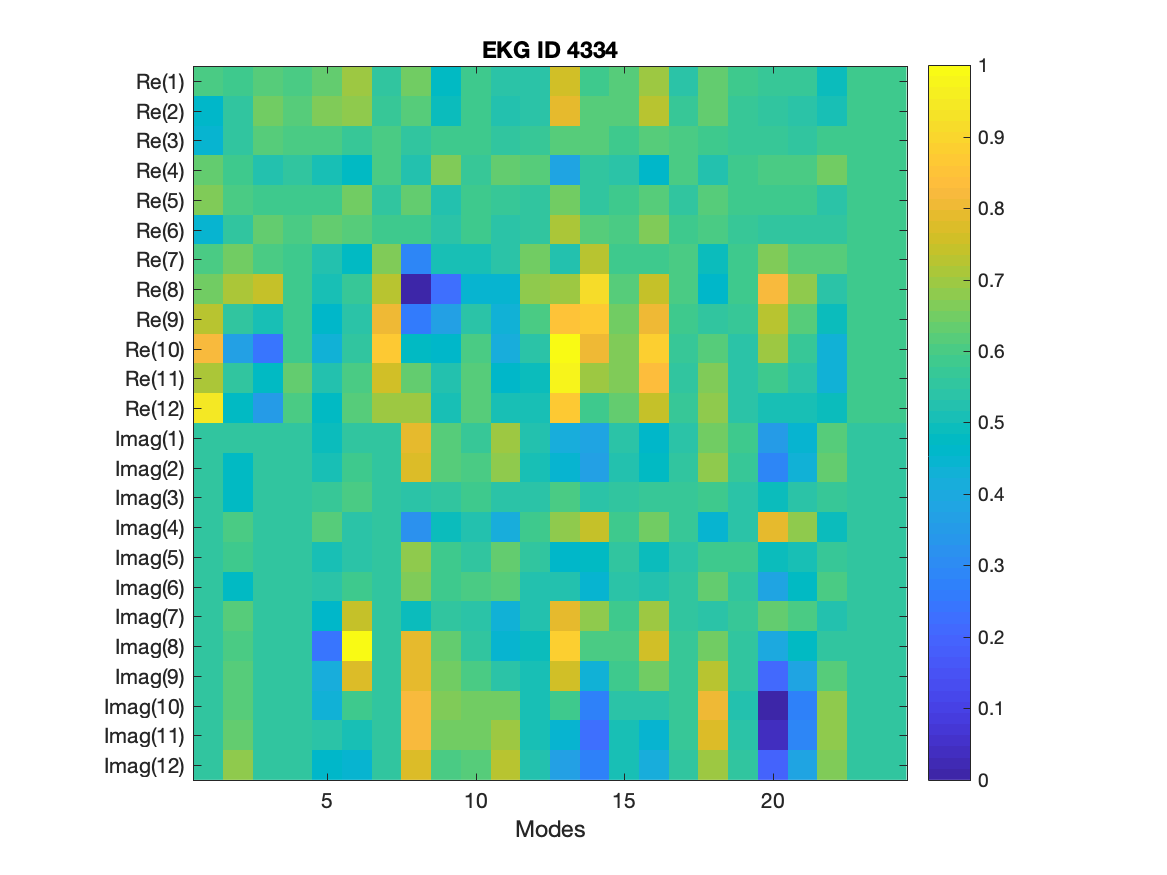 EKG ID 4334
Re(1)
Re(2)
Re(3)
Re(4)
Re(5)
Re(6)
Re(7)
Re(8)
Re(9)
Re(10)
Re(11)
Re(12)
Imag(1)
Imag(2)
Imag(3)
Imag(4)
Imag(5)
Imag(6)
Imag(7)
Imag(8)
Imag(9)
Imag(10)
Imag(11)
Imag(12)
5 10 15 20
Modes
1
0.9
0.8
0.7
0.6
0.5
0.4
0.3
0.2
0.1
0